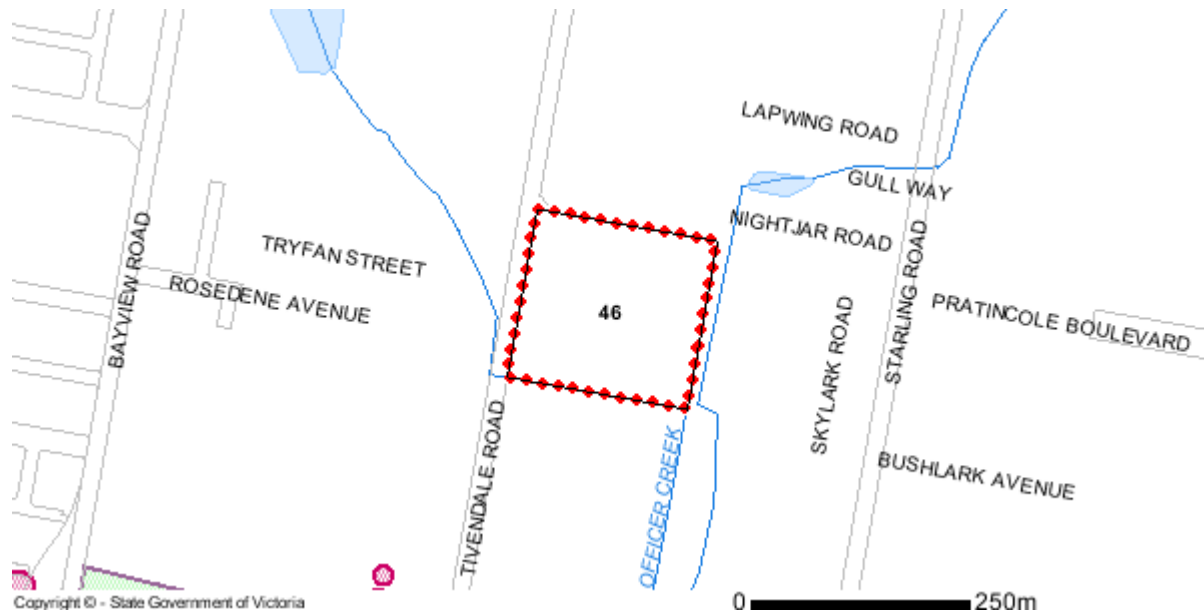 LAPWING ROAD
GULL WAY
NIGHTJAR ROAD
TRYFAN STREET
ROSEDENE AVENUE
BAYVIEW ROAD
46
STARLING ROAD
PRATINCOLE BOULEVARD
SKYLARK ROAD
TIVENDALE ROAD
OFFICER CREEK
BUSHLARK AVENUE
Copyright © - State Government of Victoria
0 250m